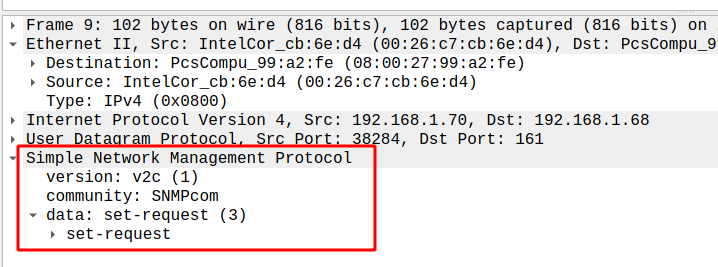 Frame 9: 102 bytes on wire (816 bits), 102 bytes captured (816 bits) on
Ethernet II, Src: IntelCor_cb:6e:d4 (00:26:c7:cb:6e:d4), Dst: PcsCompu_9
Destination: PcsCompu_99:a2:fe (08:00:27:99:a2:fe)
Source: IntelCor_cb:6e:d4 (00:26:c7:cb:6e:d4)
Type: IPv4 (0x0800)
Internet Protocol Version 4, Src: 192.168.1.70, Dst: 192.168.1.68
User Datagram Protocol, Src Port: 38284, Dst Port: 161
Simple Network Management Protocol
version: v2c (1)
community: SNMPcom
data: set-request (3)
set-request